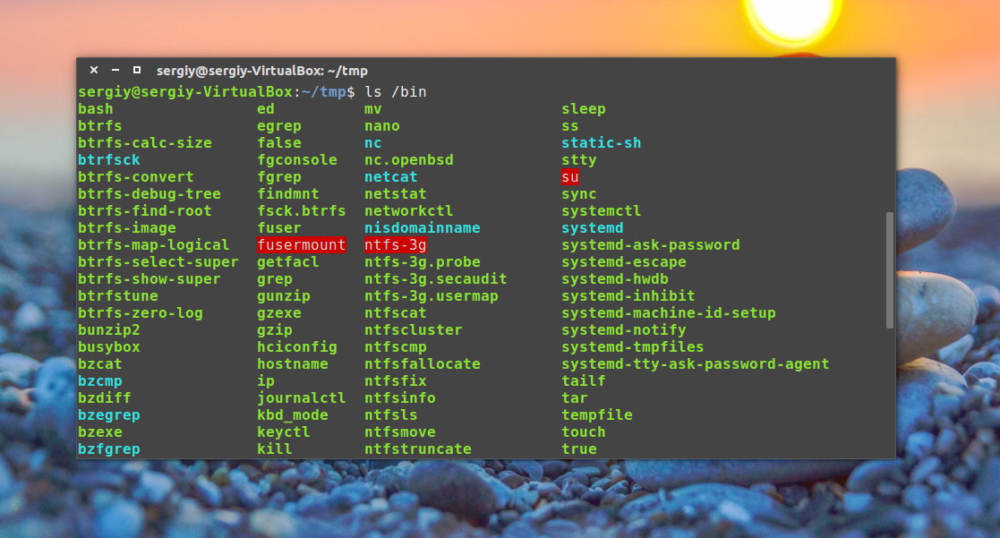 sergiy@sergiy-VirtualBox: ~/tmp
sergiy@sergiy-VirtualBox:~/tmp$ ls /bin
bash ed mv sleep
btrfs egrep nano ss
btrfs-calc-size false nc static-sh
btrfsck fgconsole nc.openbsd stty
btrfs-convert fgrep netcat su
btrfs-debug-tree findmnt netstat sync
btrfs-find-root fsck.btrfs networkctl systemctl
btrfs-image fuser nisdomainname systemd
btrfs-map-logical fusermount ntfs-3g systemd-ask-password
btrfs-select-super getfacl ntfs-3g.probe systemd-escape
btrfs-show-super grep ntfs-3g.secaudit systemd-hwdb
btrfstune gunzip ntfs-3g.usermap systemd-inhibit
btrfs-zero-log gzexe ntfscat systemd-machine-id-setup
bunzip2 gzip ntfscluster systemd-notify
busybox hciconfig ntfscmp systemd-tmpfiles
bzcat hostname ntfsfallocate systemd-tty-ask-password-agent
bzcmp ip ntfsfix tailf
bzdiff journalctl ntfsinfo tar
bzegrep kbd_mode ntfsls tempfile
bzexe keyctl ntfsmove touch
bzfgrep kill ntfstruncate true